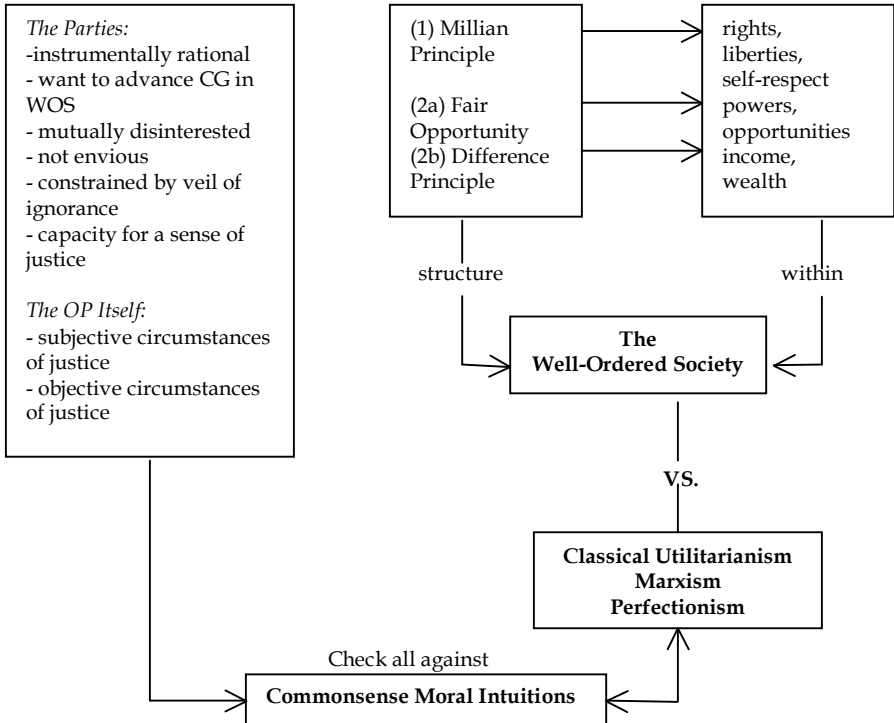 The Parties:
-instrumentally rational
- want to advance CG in
WOS
- mutually disinterested
- not envious
- constrained by veil of
ignorance
- capacity for a sense of
justice
The OP Itself:
- subjective circumstances
of justice
- objective circumstances
of justice
(1) Millian
Principle
(2a) Fair
Opportunity
(2b) Difference
Principle
rights,
liberties,
self-respect
powers,
opportunities
income,
wealth
structure
within
The
Well-Ordered Society
VS.
Classical Utilitarianism
Marxism
Perfectionism
Check all against
Commonsense Moral Intuitions